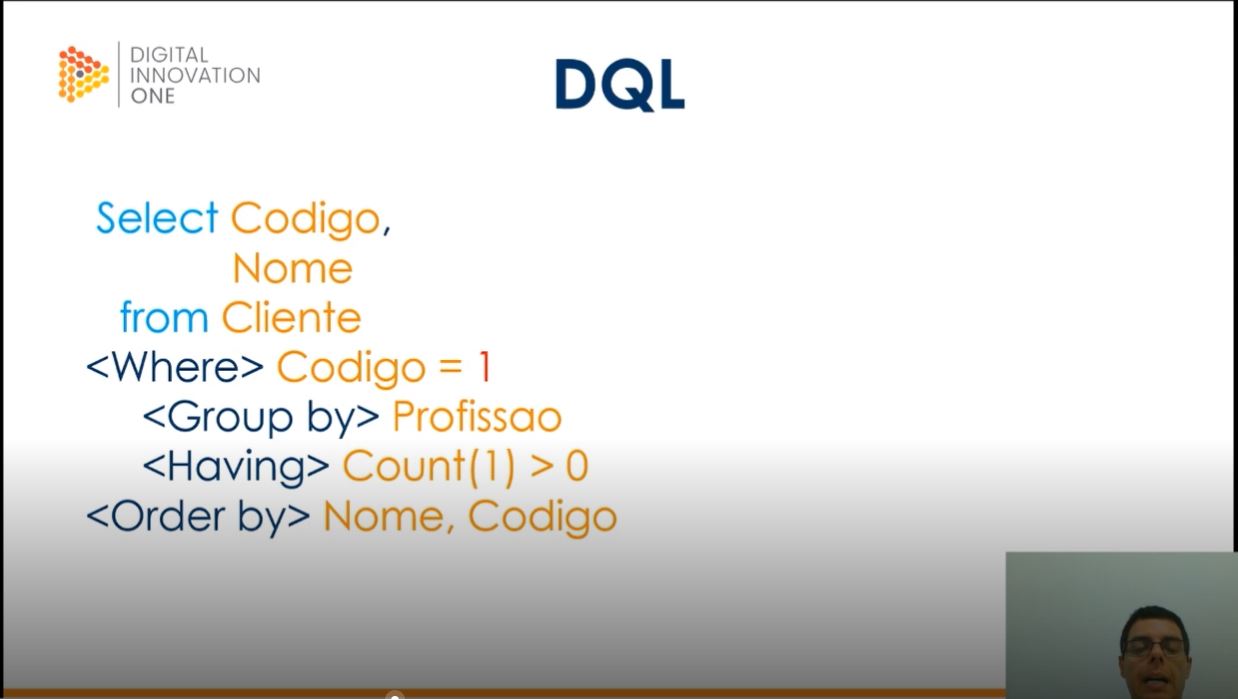 DIGITAL
INNOVATION
ONE
DQL
Select Codigo,
Nome
from Cliente
<Where> Codigo = 1
<Group by> Profissao
<Having> Count(1) > 0
<Order by> Nome, Codigo